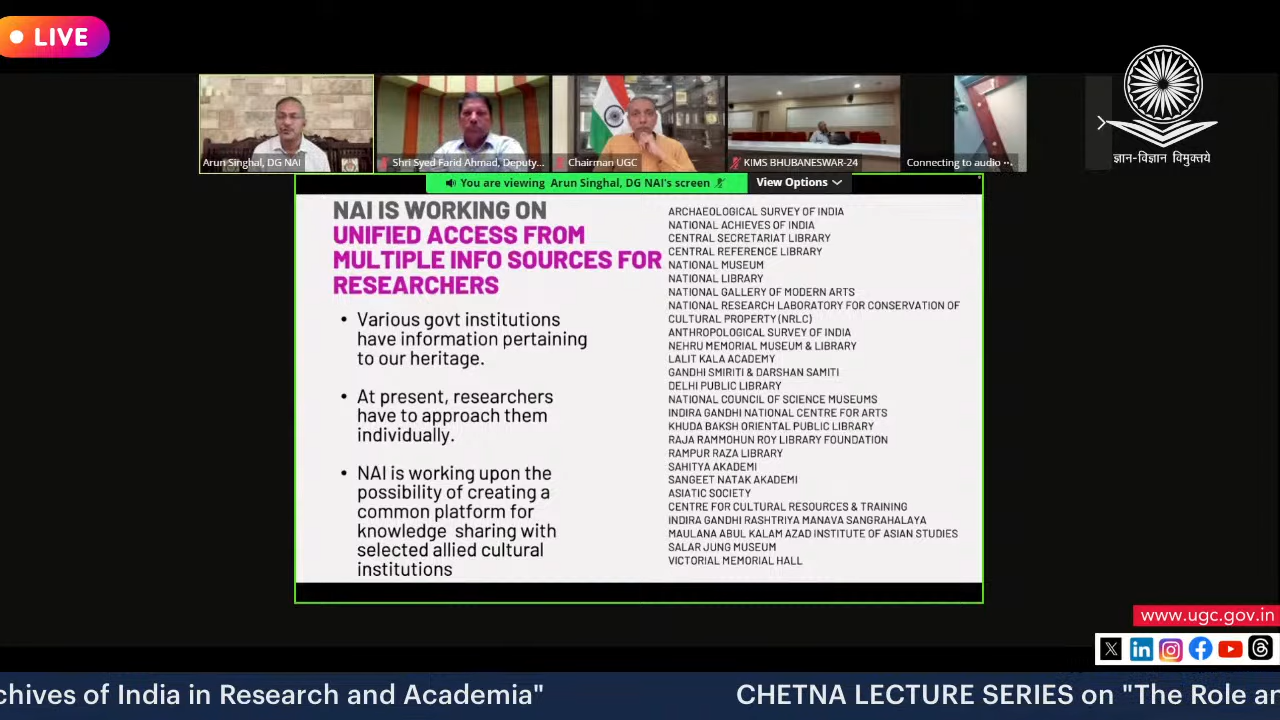 LIVE
Arun Singhal, DG NAI
Shri Syed Farid Ahmad, Deputy...
Chairman UGC
KIMS BHUBANESWAR-24
Connecting to audio ...
ज्ञान-विज्ञान विमुक्तये
You are viewing Arun Singhal, DG NAI's screen
View Options
NAI IS WORKING ON
UNIFIED ACCESS FROM
MULTIPLE INFO SOURCES FOR
RESEARCHERS
• Various govt institutions
have information pertaining
to our heritage.
• At present, researchers
have to approach them
individually.
• NAI is working upon the
possibility of creating a
common platform for
knowledge sharing with
selected allied cultural
institutions
ARCHAEOLOGICAL SURVEY OF INDIA
NATIONAL ACHIEVES OF INDIA
CENTRAL SECRETARIAT LIBRARY
CENTRAL REFERENCE LIBRARY
NATIONAL MUSEUM
NATIONAL LIBRARY
NATIONAL GALLERY OF MODERN ARTS
NATIONAL RESEARCH LABORATORY FOR CONSERVATION OF
CULTURAL PROPERTY (NRLC)
ANTHROPOLOGICAL SURVEY OF INDIA
NEHRU MEMORIAL MUSEUM & LIBRARY
LALIT KALA ACADEMY
GANDHI SMIRITI & DARSHAN SAMITI
DELHI PUBLIC LIBRARY
NATIONAL COUNCIL OF SCIENCE MUSEUMS
INDIRA GANDHI NATIONAL CENTRE FOR ARTS
KHUDA BAKSH ORIENTAL PUBLIC LIBRARY
RAJA RAMMOHUN ROY LIBRARY FOUNDATION
RAMPUR RAZA LIBRARY
SAHITYA AKADEMI
SANGEET NATAK AKADEMI
ASIATIC SOCIETY
CENTRE FOR CULTURAL RESOURCES & TRAINING
INDIRA GANDHI RASHTRIYA MANAVA SANGRAHALAYA
MAULANA ABUL KALAM AZAD INSTITUTE OF ASIAN STUDIES
SALAR JUNG MUSEUM
VICTORIAL MEMORIAL HALL
www.ugc.gov.in
chives of India in Research and Academia" CHETNA LECTURE SERIES on "The Role ar